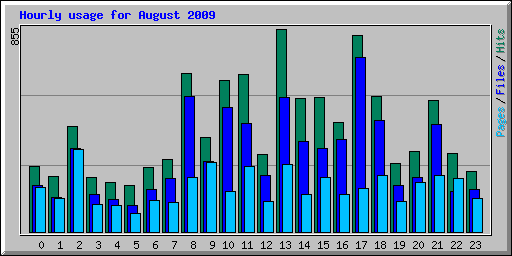 Hourly usage for August 2009
855
Pages / Files / Hits
0 1 2 3 4 5 6 7 8 9 10 11 12 13 14 15 16 17 18 19 20 21 22 23